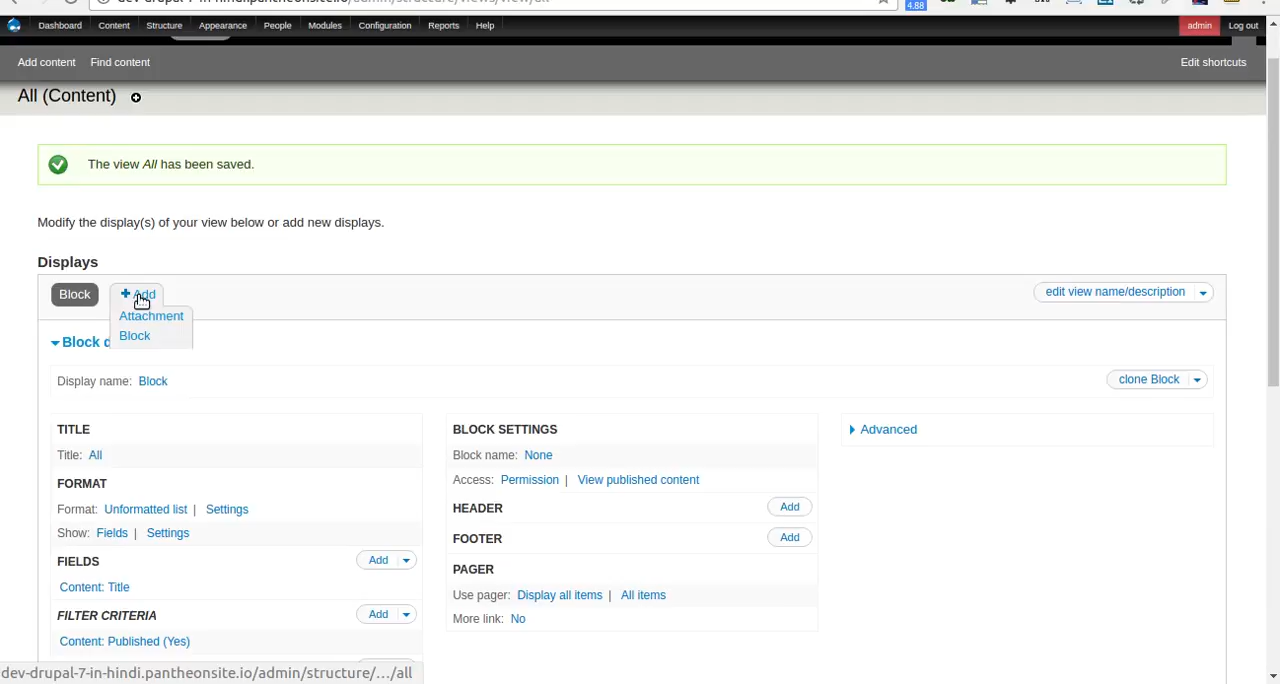 4.88
Dashboard Content Structure Appearance People Modules Configuration Reports Help admin Log out
Add content Find content Edit shortcuts
All (Content)
The view All has been saved.
Modify the display(s) of your view below or add new displays.
Displays
Block Add edit view name/description
Attachment
Block
Block d
Display name: Block clone Block
TITLE
Title: All
FORMAT
Format: Unformatted list | Settings
Show: Fields | Settings
FIELDS Add
Content: Title
FILTER CRITERIA Add
Content: Published (Yes)
BLOCK SETTINGS
Block name: None
Access: Permission | View published content
HEADER Add
FOOTER Add
PAGER
Use pager: Display all items | All items
More link: No
Advanced
dev-drupal-7-in-hindi.pantheonsite.io/admin/structure/…/all